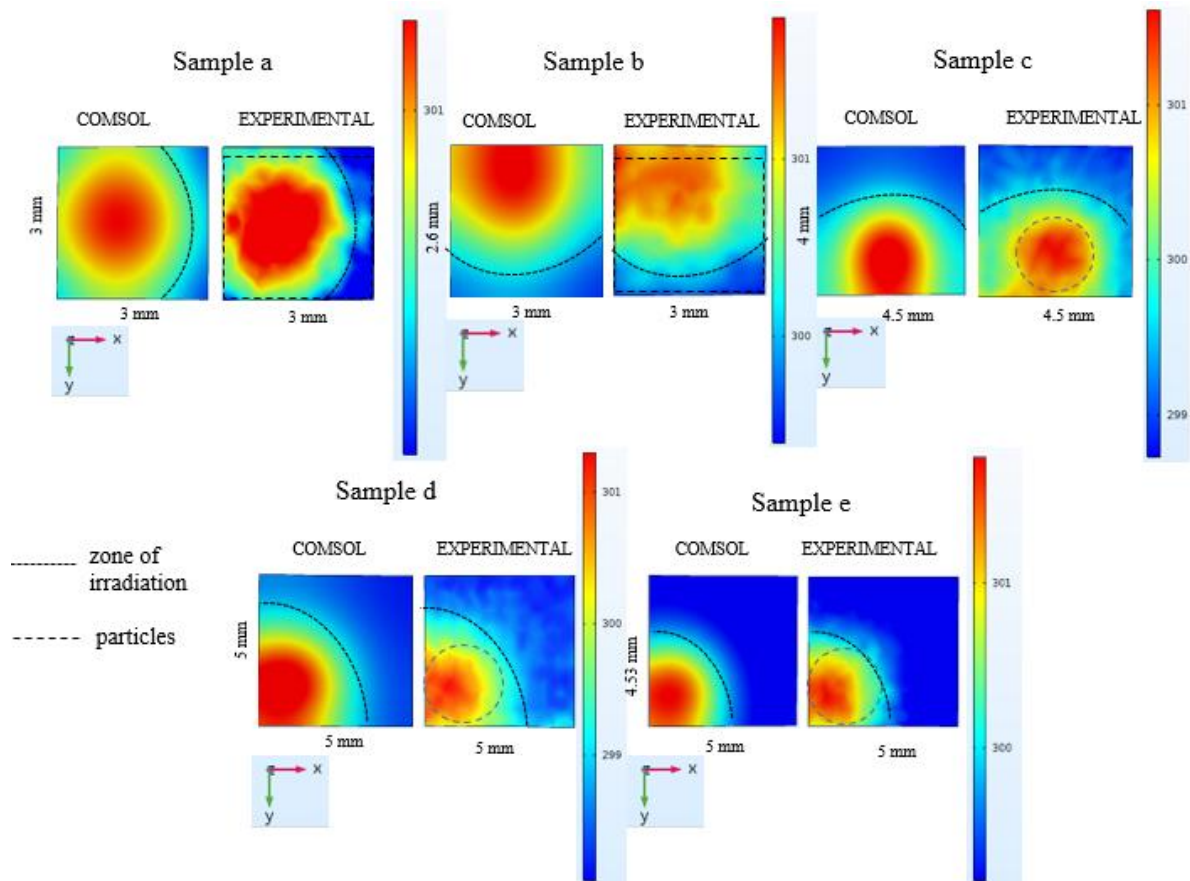 Sample a
COMSOL
EXPERIMENTAL
3 mm
3 mm
3 mm
x
y
301
Sample b
COMSOL
EXPERIMENTAL
2.6 mm
3 mm
3 mm
x
y
301
300
Sample c
COMSOL
EXPERIMENTAL
4 mm
4.5 mm
4.5 mm
x
y
301
300
299
zone of
irradiation
particles
Sample d
COMSOL
EXPERIMENTAL
5 mm
5 mm
5 mm
x
y
301
300
299
Sample e
COMSOL
EXPERIMENTAL
4.53 mm
5 mm
5 mm
x
y
301
300